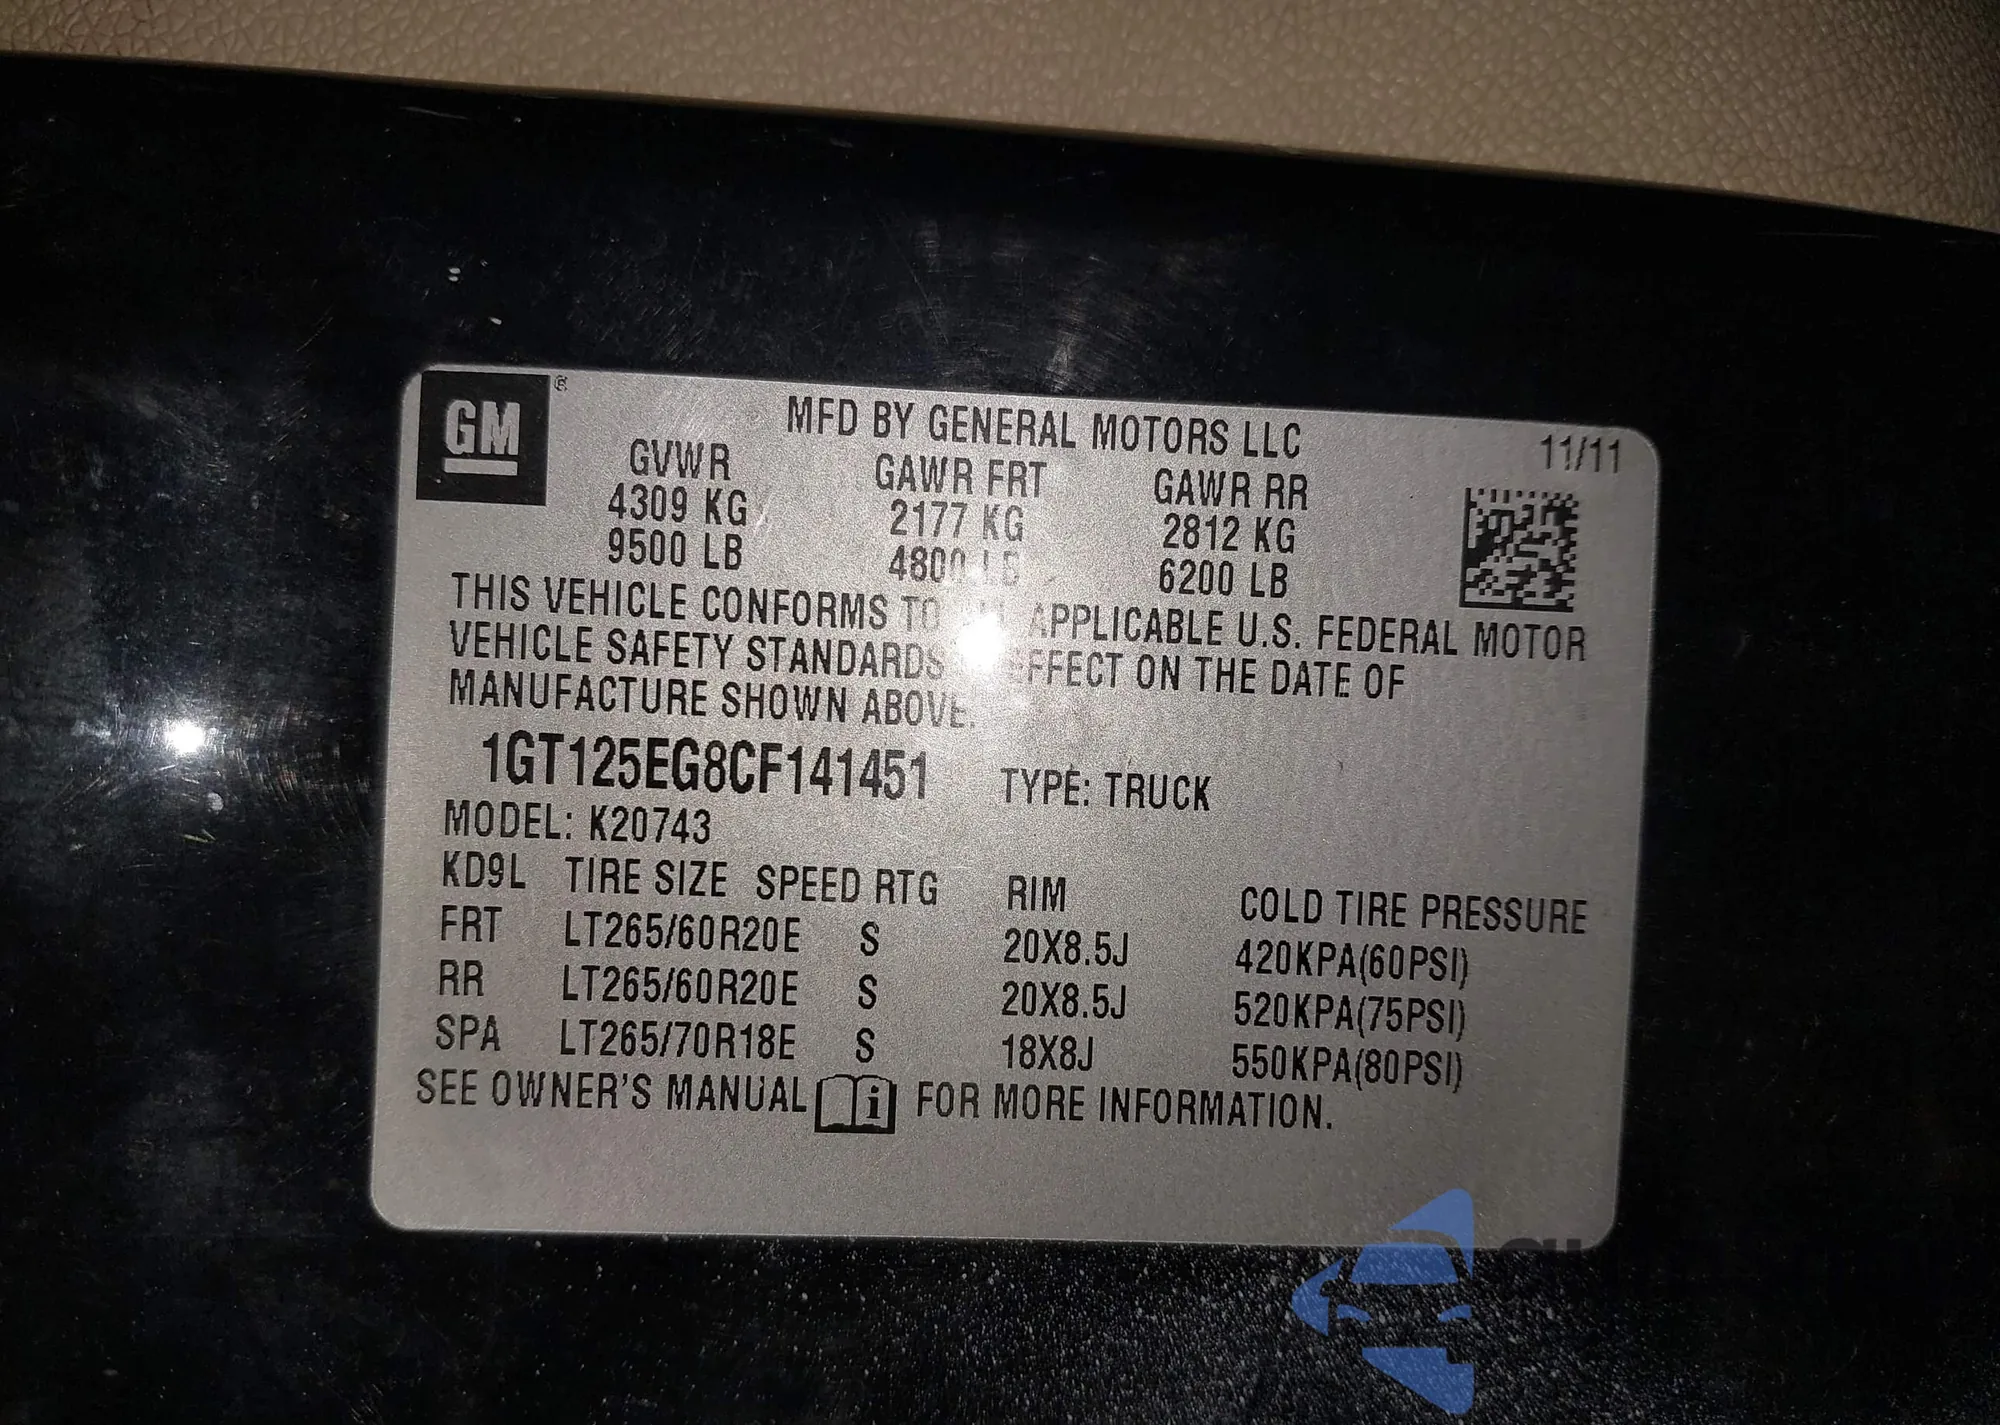 GM®
MFD BY GENERAL MOTORS LLC 11/11
GVWR GAWR FRT GAWR RR
4309 KG 2177 KG 2812 KG
9500 LB 4800 LB 6200 LB
THIS VEHICLE CONFORMS TO APPLICABLE U.S. FEDERAL MOTOR
VEHICLE SAFETY STANDARDS EFFECT ON THE DATE OF
MANUFACTURE SHOWN ABOVE.
1GT125EG8CF141451 TYPE: TRUCK
MODEL: K20743
KD9L TIRE SIZE SPEED RTG RIM COLD TIRE PRESSURE
FRT LT265/60R20E S 20X8.5J 420KPA(60PSI)
RR LT265/60R20E S 20X8.5J 520KPA(75PSI)
SPA LT265/70R18E S 18X8J 550KPA(80PSI)
SEE OWNER'S MANUAL i FOR MORE INFORMATION.